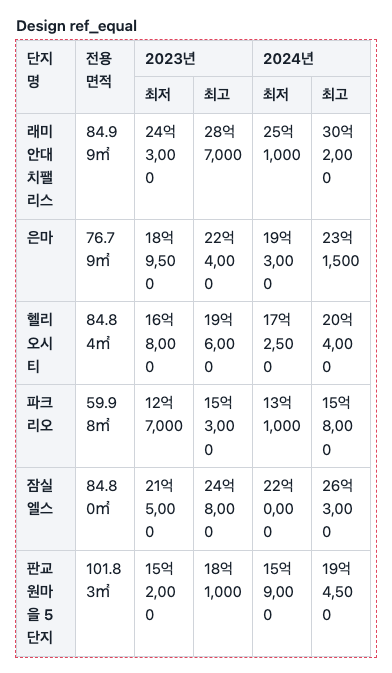 Design ref_equal
단지
명
전용
면적
2023년
2024년
최저
최고
최저
최고
래미
안대
치팰
리스
84.9
9㎡
24억
3,00
0
28억
7,000
25억
1,000
30억
2,00
0
은마
76.7
9㎡
18억
9,50
0
22억
4,00
0
19억
3,00
0
23억
1,500
헬리
오시
티
84.8
4㎡
16억
8,00
0
19억
6,00
0
17억
2,50
0
20억
4,00
0
파크
리오
59.9
8㎡
12억
7,000
15억
3,00
0
13억
1,000
15억
8,00
0
잠실
엘스
84.8
0㎡
21억
5,00
0
24억
8,00
0
22억
0,00
0
26억
3,00
0
판교
원마
을 5
단지
101.8
3㎡
15억
2,00
0
18억
1,000
15억
9,00
0
19억
4,50
0